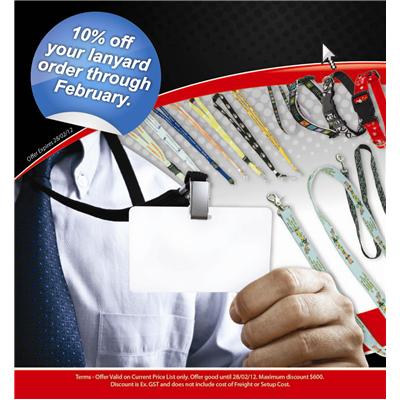 10% off
your lanyard
order through
February.
Offer Expires 28/02/12
Terms - Offer Valid on Current Price List only. Offer good until 28/02/12. Maximum discount $600.
Discount is Ex. GST and does not include cost of Freight or Setup Cost.